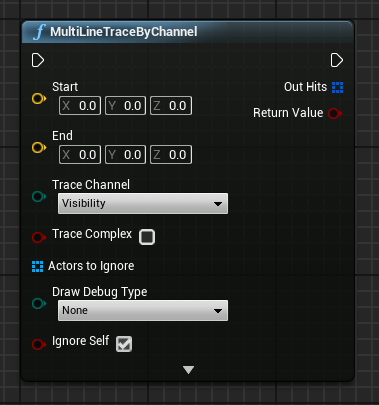 f MultiLineTraceByChannel
Start
X 0.0 Y 0.0 Z 0.0
Out Hits
Return Value
End
X 0.0 Y 0.0 Z 0.0
Trace Channel
Visibility
Trace Complex
Actors to Ignore
Draw Debug Type
None
Ignore Self